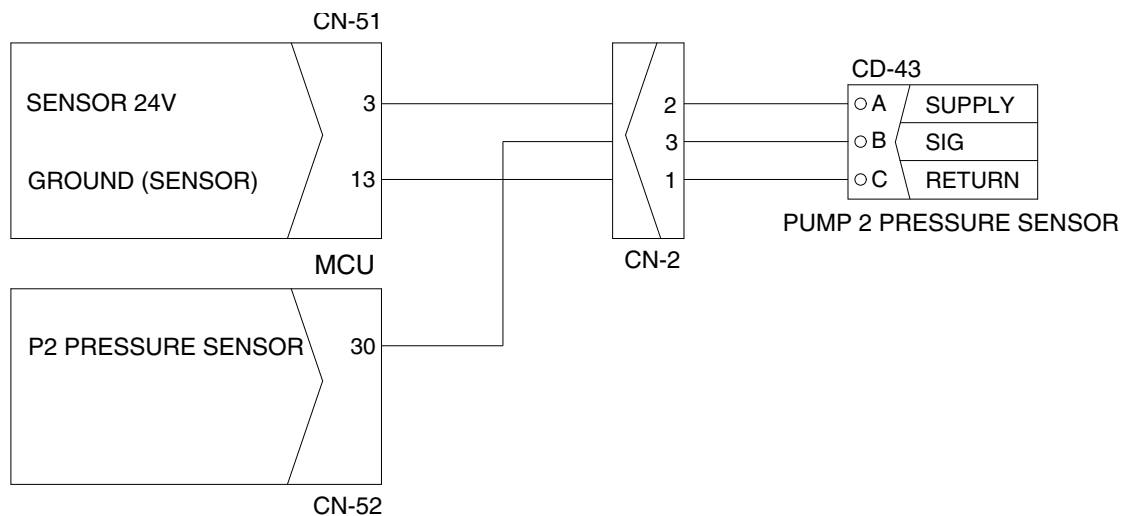 CN-51
SENSOR 24V
3
GROUND (SENSOR)
13
MCU
P2 PRESSURE SENSOR
30
CN-52
2
3
1
CN-2
CD-43
A SUPPLY
B SIG
C RETURN
PUMP 2 PRESSURE SENSOR